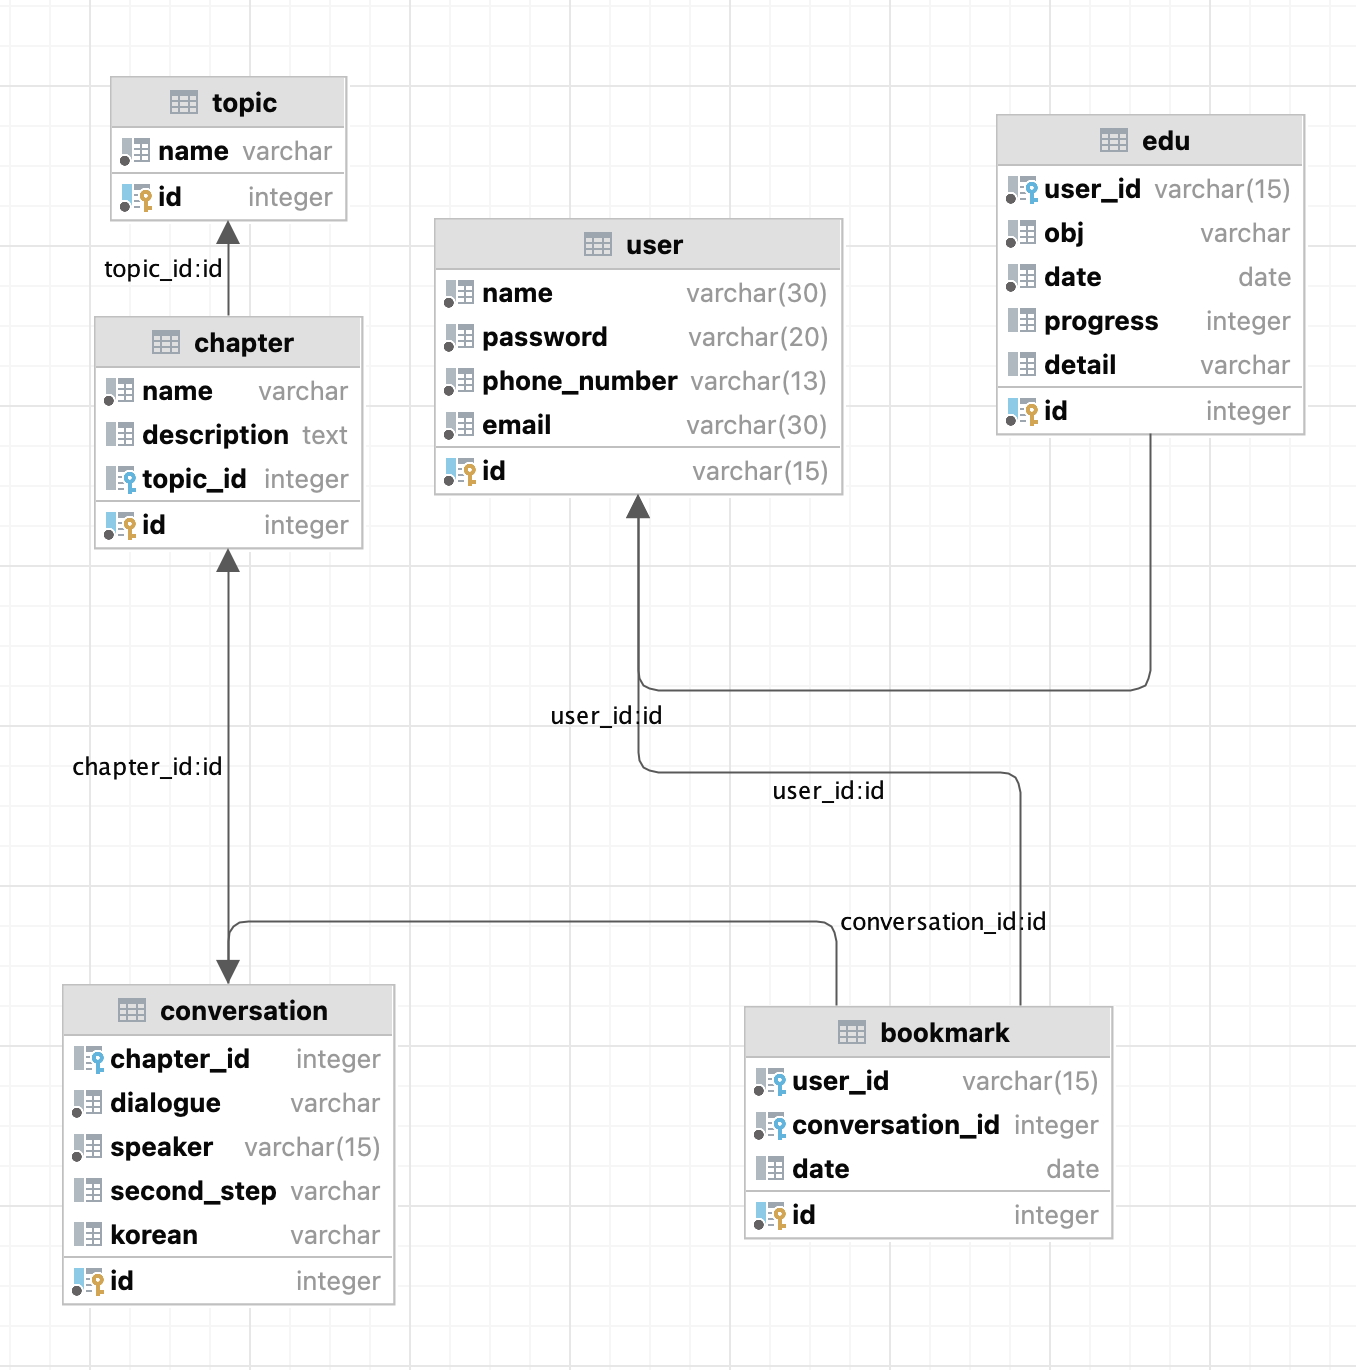 topic
name varchar
id integer
topic_id:id
chapter
name varchar
description text
topic_id integer
id integer
user
name varchar(30)
password varchar(20)
phone_number varchar(13)
email varchar(30)
id varchar(15)
edu
user_id varchar(15)
obj varchar
date date
progress integer
detail varchar
id integer
user_id:id
chapter_id:id
user_id:id
conversation_id:id
conversation
chapter_id integer
dialogue varchar
speaker varchar(15)
second_step varchar
korean varchar
id integer
bookmark
user_id varchar(15)
conversation_id integer
date date
id integer